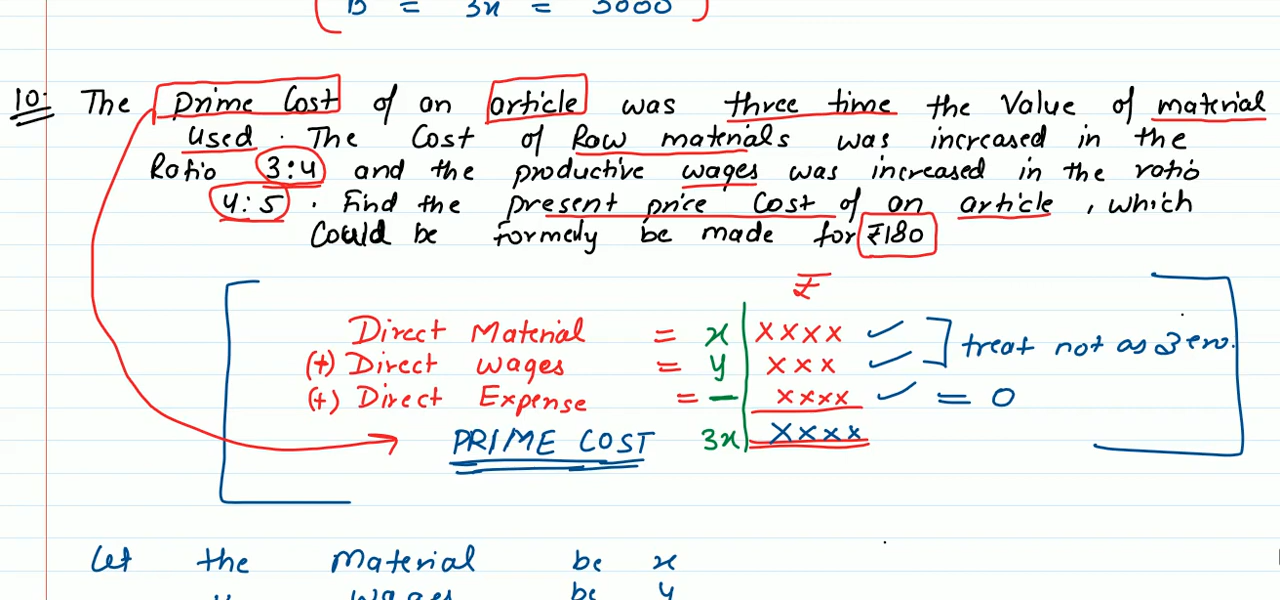 B = 3x = 3000
10. The Prime Cost of an article was three time the Value of material
used. The Cost of Raw materials was increased in the
Ratio 3:4 and the productive wages was increased in the ratio
4:5. Find the present price Cost of an article, which
Could be formely be made for ₹180
₹
Direct Material = x xxxx
(+) Direct wages = y xxx ] treat not as zero.
(+) Direct Expense = — xxxx = 0
PRIME COST 3x xxxx
Let the Material be x
" wages be y